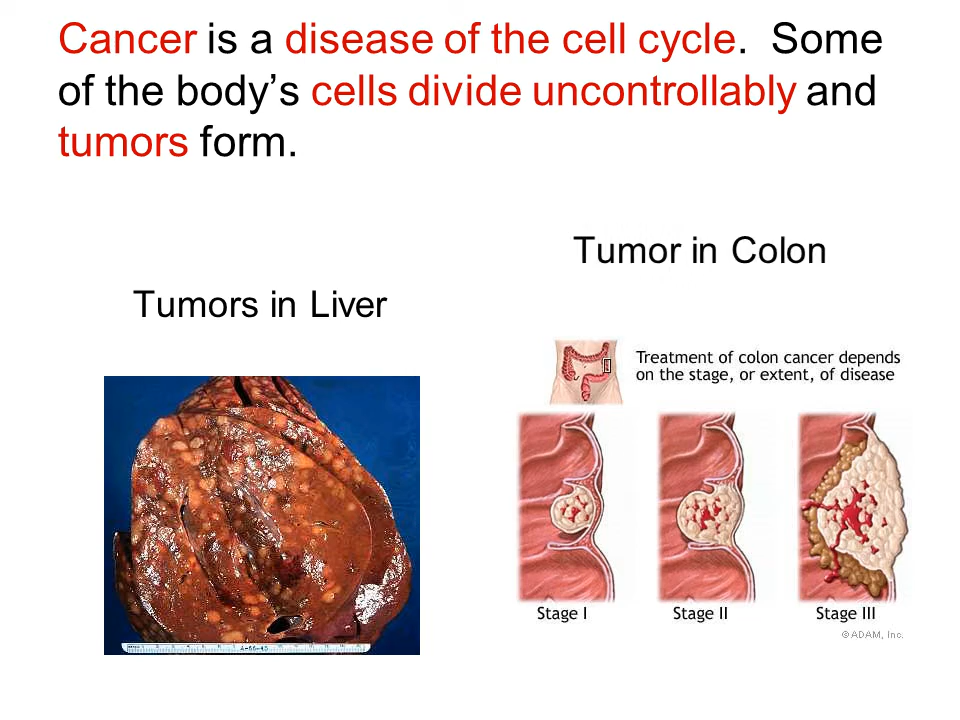 Cancer is a disease of the cell cycle.  Some
of the body’s cells divide uncontrollably and
tumors form.
Tumor in Colon
Tumors in Liver
Treatment of colon cancer depends
on the stage, or extent, of disease
Stage I
Stage II
Stage III
©ADAM, Inc.
A-66-40